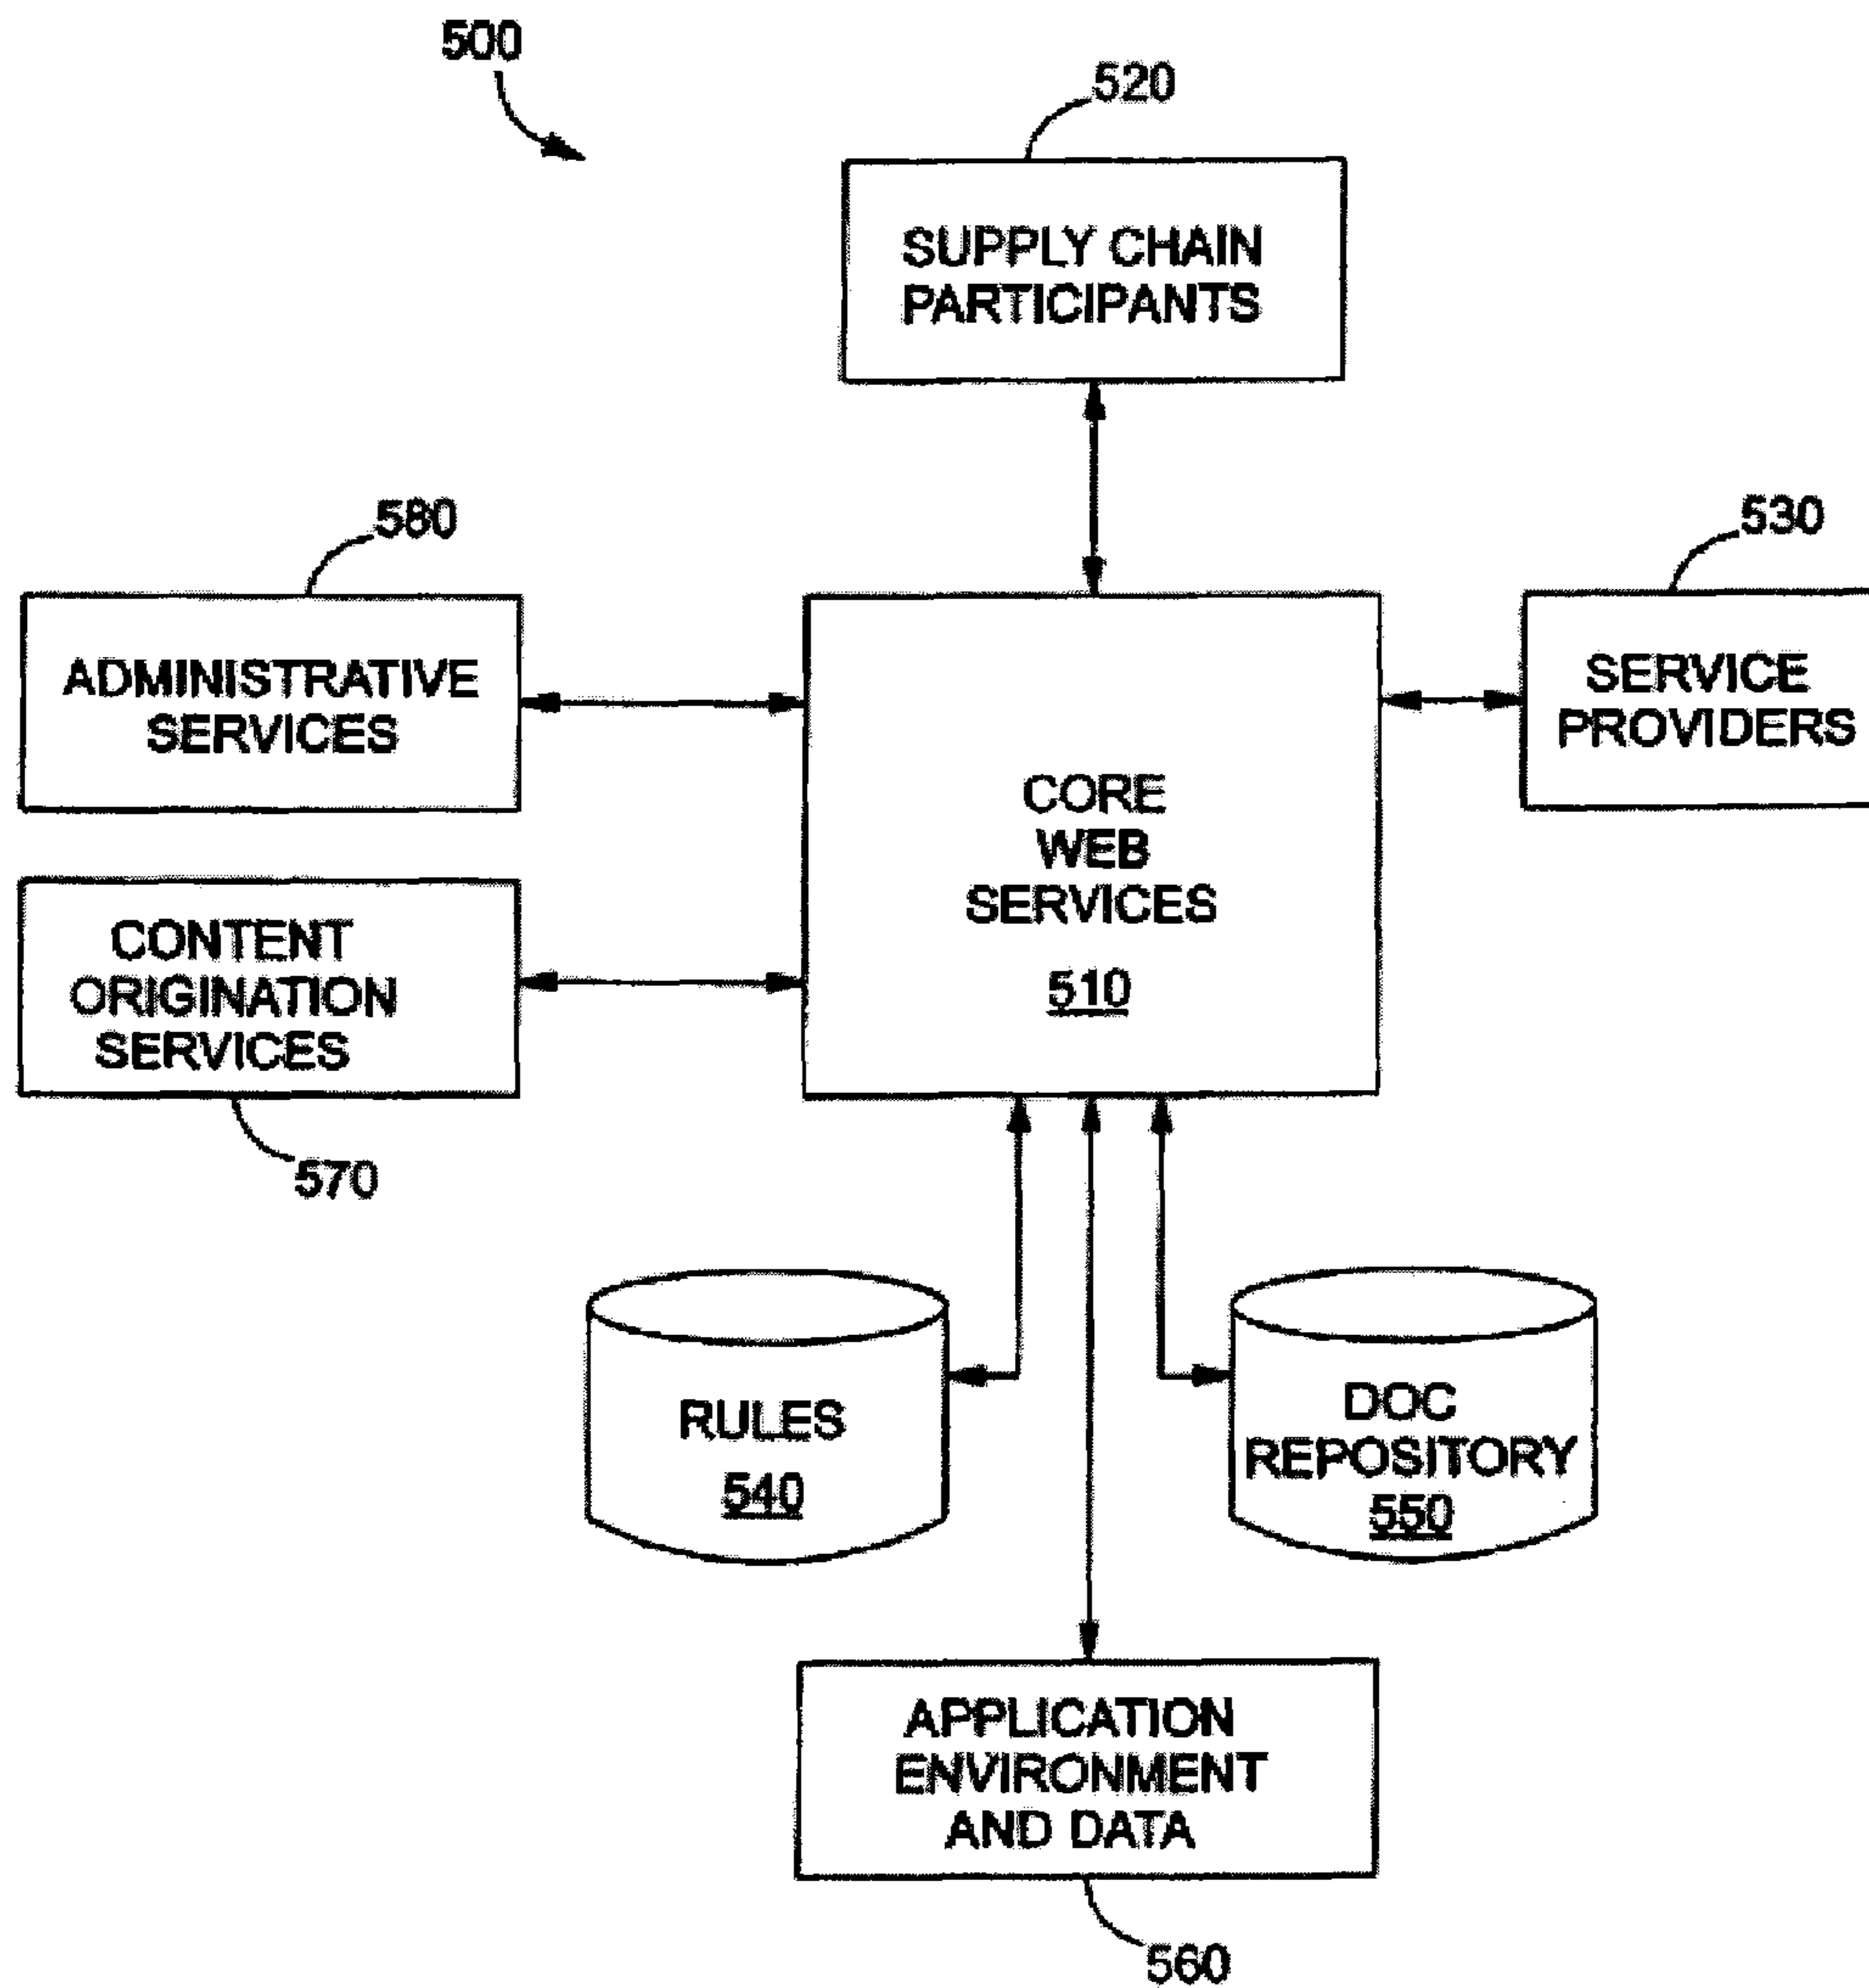 500
520
SUPPLY CHAIN
PARTICIPANTS
580
530
ADMINISTRATIVE
SERVICES
SERVICE
PROVIDERS
CORE
WEB
SERVICES
510
CONTENT
ORIGINATION
SERVICES
570
RULES
540
DOC
REPOSITORY
550
APPLICATION
ENVIRONMENT
AND DATA
560